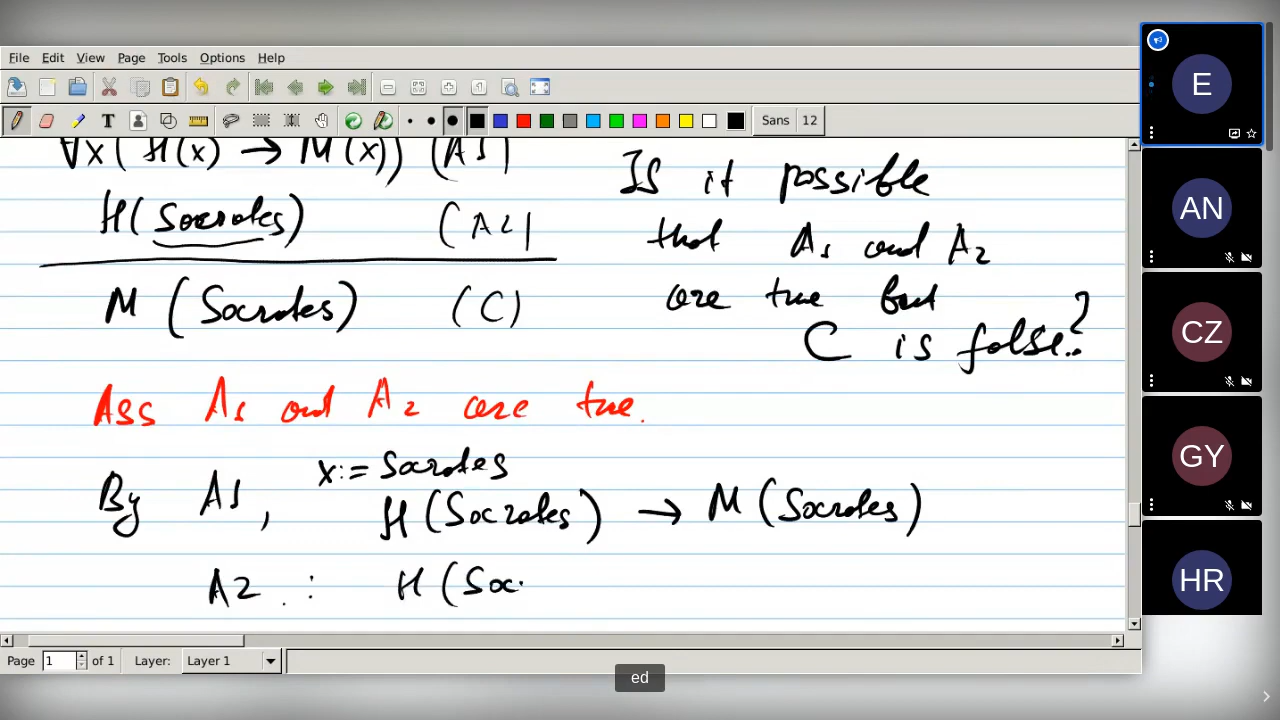 File Edit View Page Tools Options Help
Sans 12
∀x (H(x) → M(x)) (A1)
H(Socrates) (A2)
M (Socrates) (C)
Is it possible
that A1 and A2
are true but
C is false?
Ass A1 and A2 are true.
By A1, x:= Socrates
H (Socrates) → M (Socrates)
A2 : H (Soc
Page 1 of 1 Layer: Layer 1
ed
E
AN
CZ
GY
HR